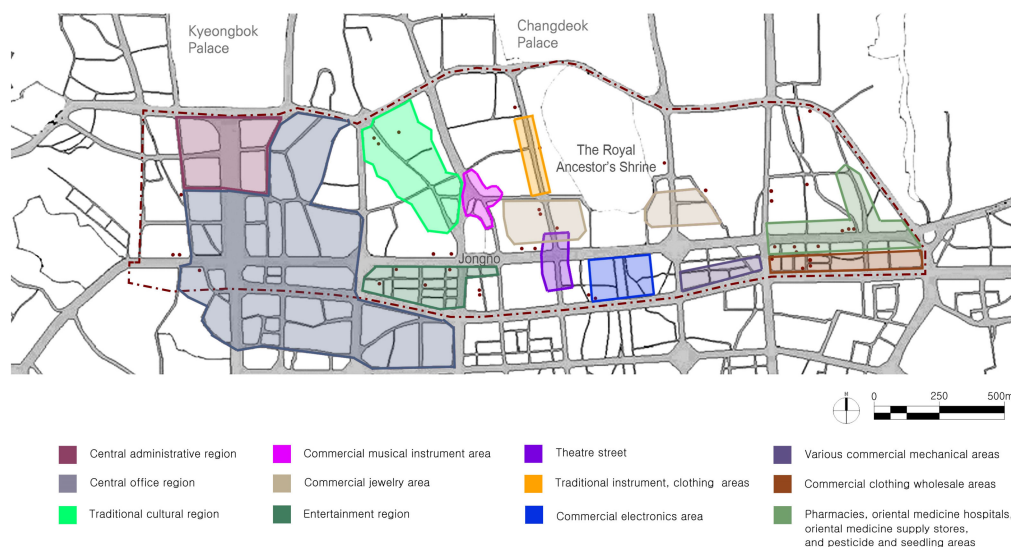 Kyeongbok
Palace
Changdeok
Palace
The Royal
Ancestor's Shrine
Jongno
N
0 250 500m
Central administrative region
Central office region
Traditional cultural region
Commercial musical instrument area
Commercial jewelry area
Entertainment region
Theatre street
Traditional instrument, clothing areas
Commercial electronics area
Various commercial mechanical areas
Commercial clothing wholesale areas
Pharmacies, oriental medicine hospitals,
oriental medicine supply stores,
and pesticide and seedling areas